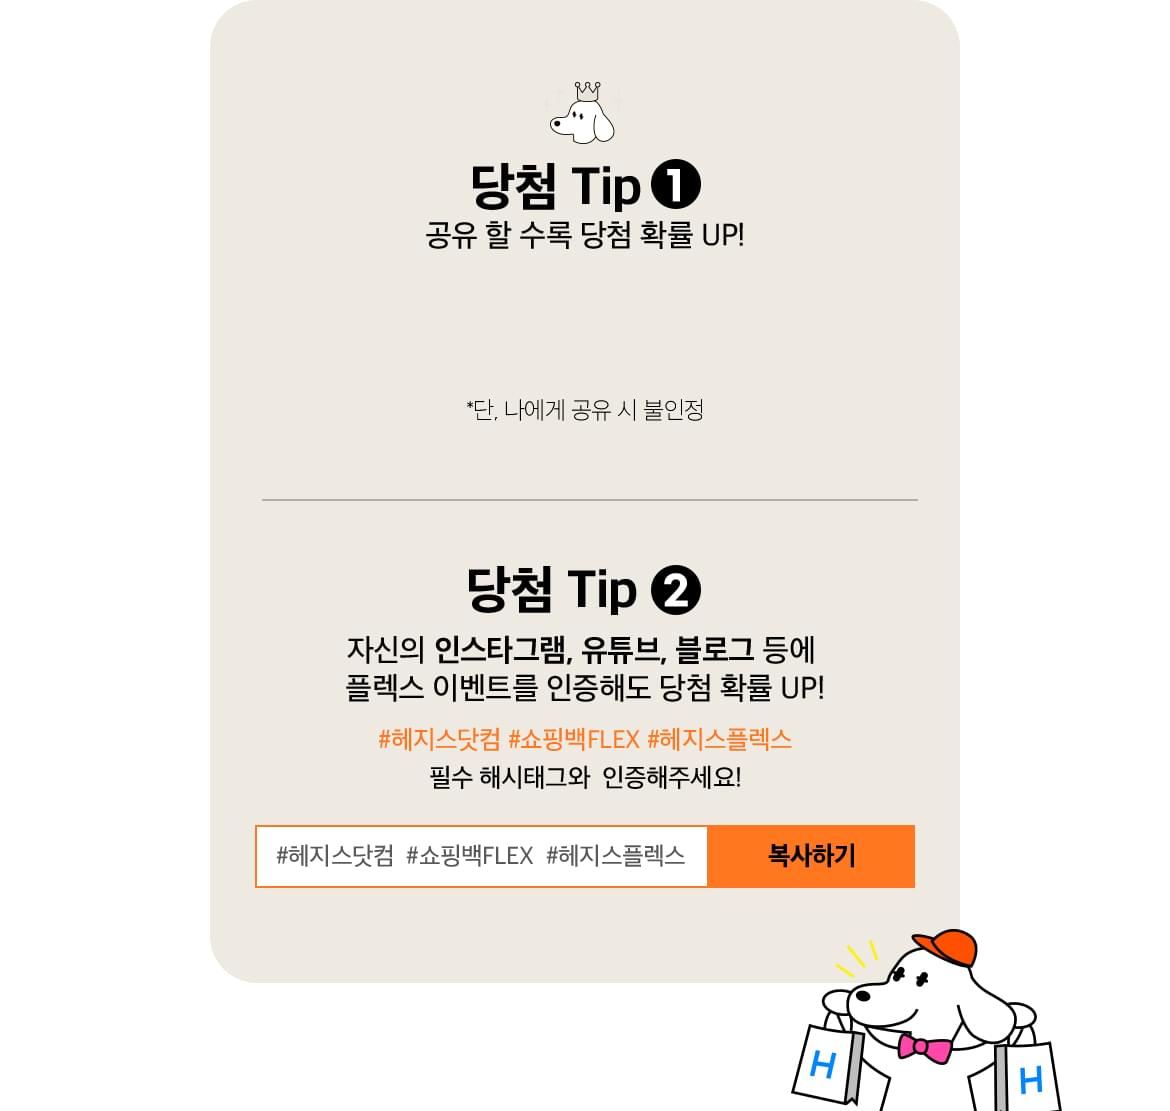 당첨 Tip 1
공유 할 수록 당첨 확률 UP!
*단, 나에게 공유 시 불인정
당첨 Tip 2
자신의 인스타그램, 유튜브, 블로그 등에
플렉스 이벤트를 인증해도 당첨 확률 UP!
#헤지스닷컴 #쇼핑백FLEX #헤지스플렉스
필수 해시태그와 인증해주세요!
#헤지스닷컴 #쇼핑백FLEX #헤지스플렉스
복사하기
H
H